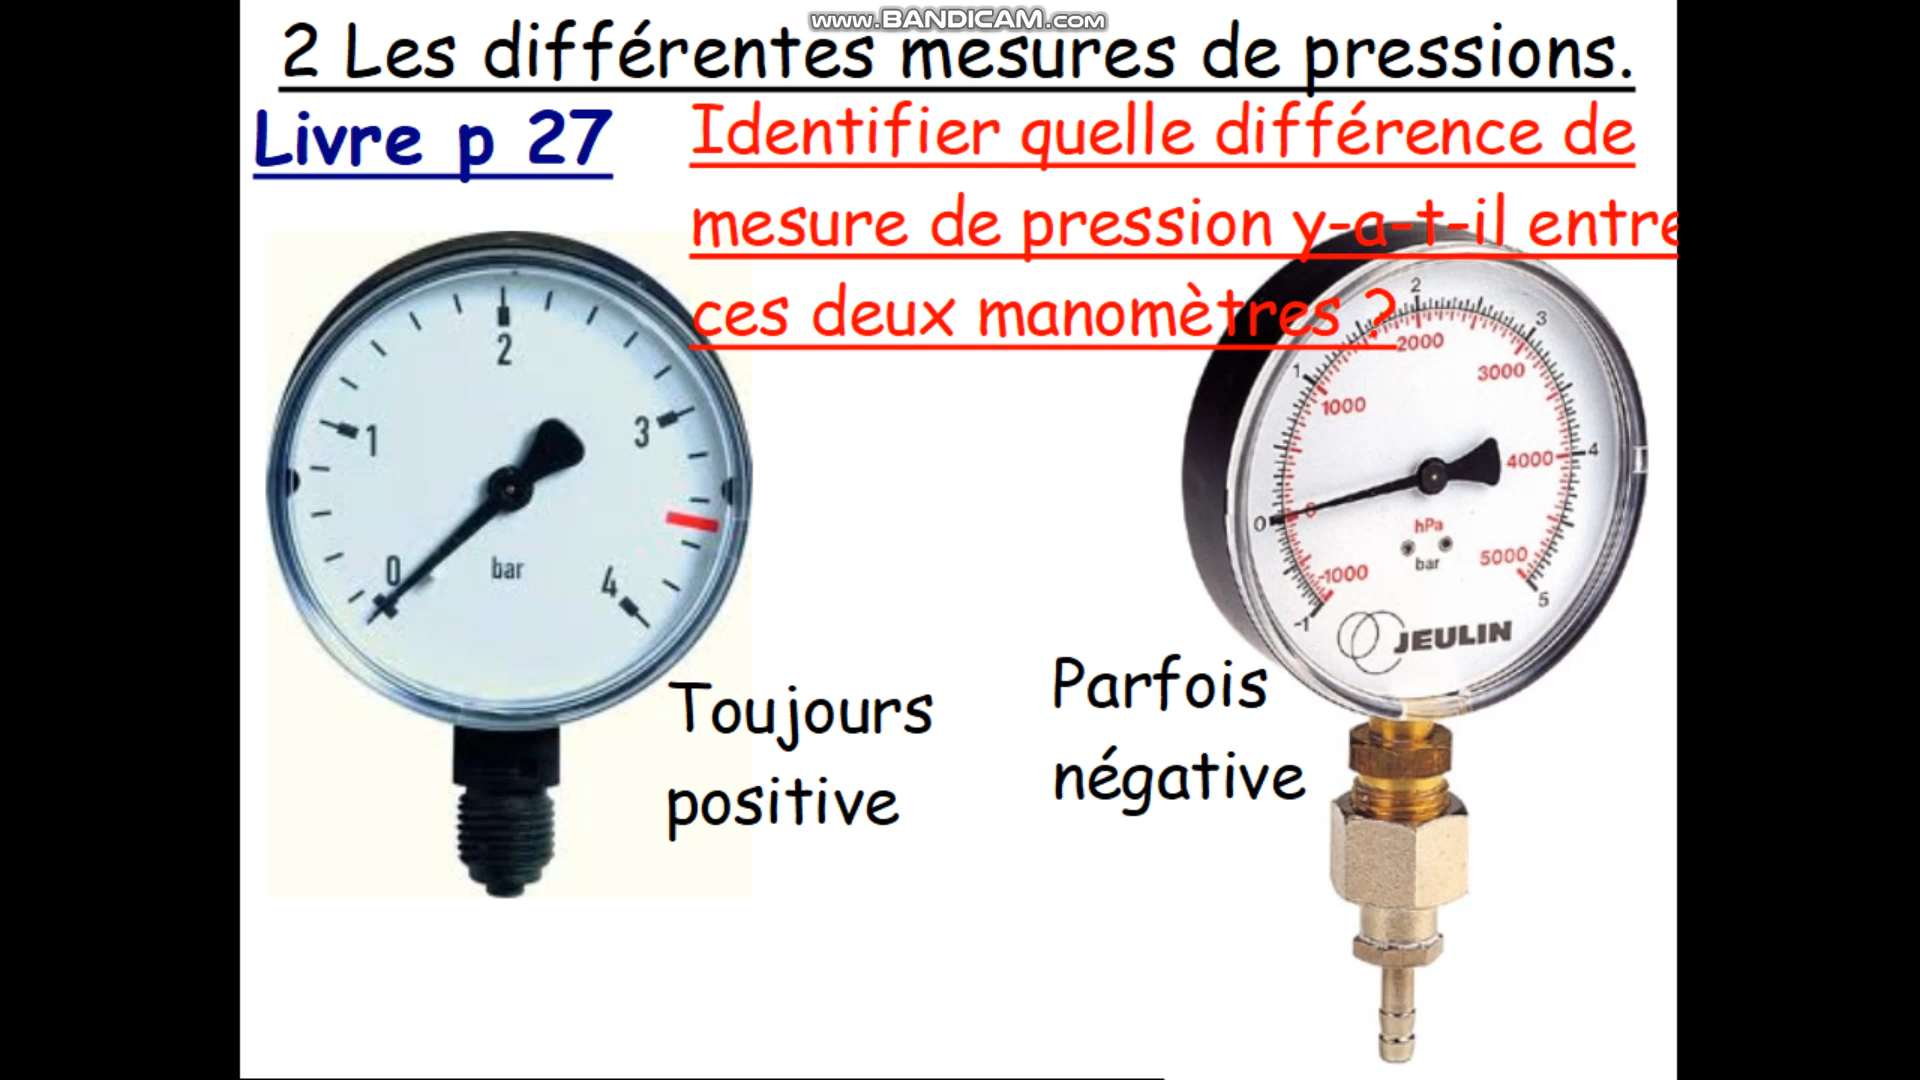 www.BANDICAM.com
2 Les différentes mesures de pressions.
Livre p 27
Identifier quelle différence de
mesure de pression y-a-t-il entre
ces deux manomètres ?
0
1
2
3
4
bar
-1
0
1
2
3
4
5
-1000
0
1000
2000
3000
4000
5000
hPa
bar
JEULIN
Toujours
positive
Parfois
négative